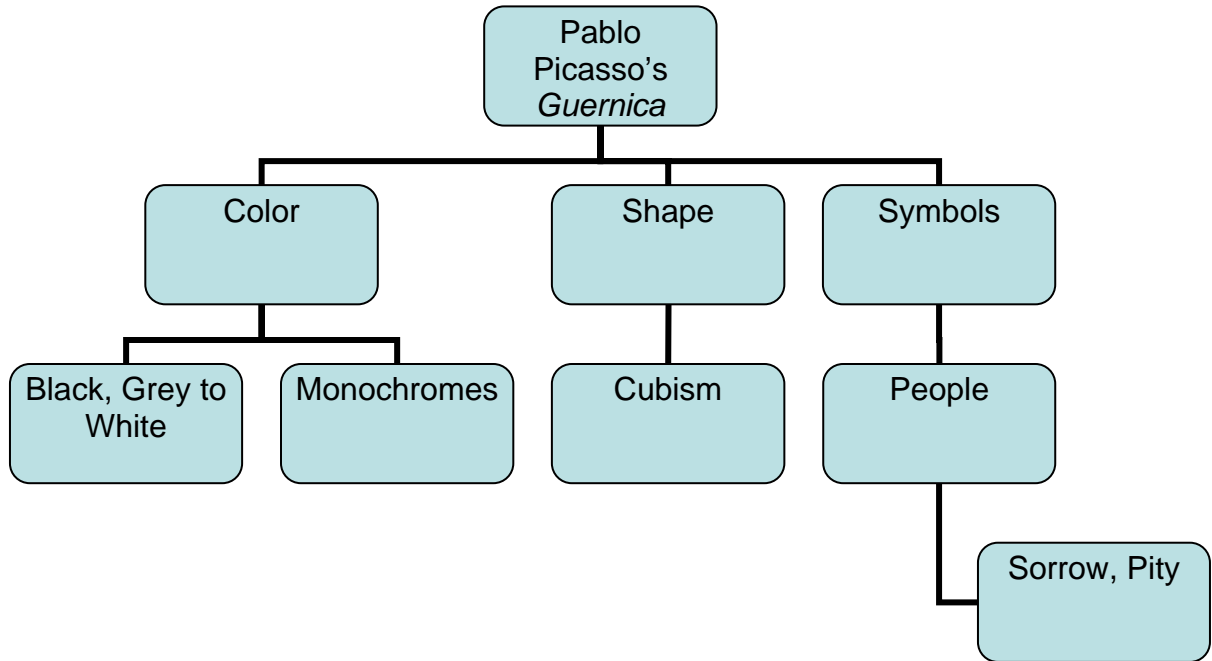 Pablo
Picasso’s
Guernica
Color
Shape
Symbols
Black, Grey to
White
Monochromes
Cubism
People
Sorrow, Pity